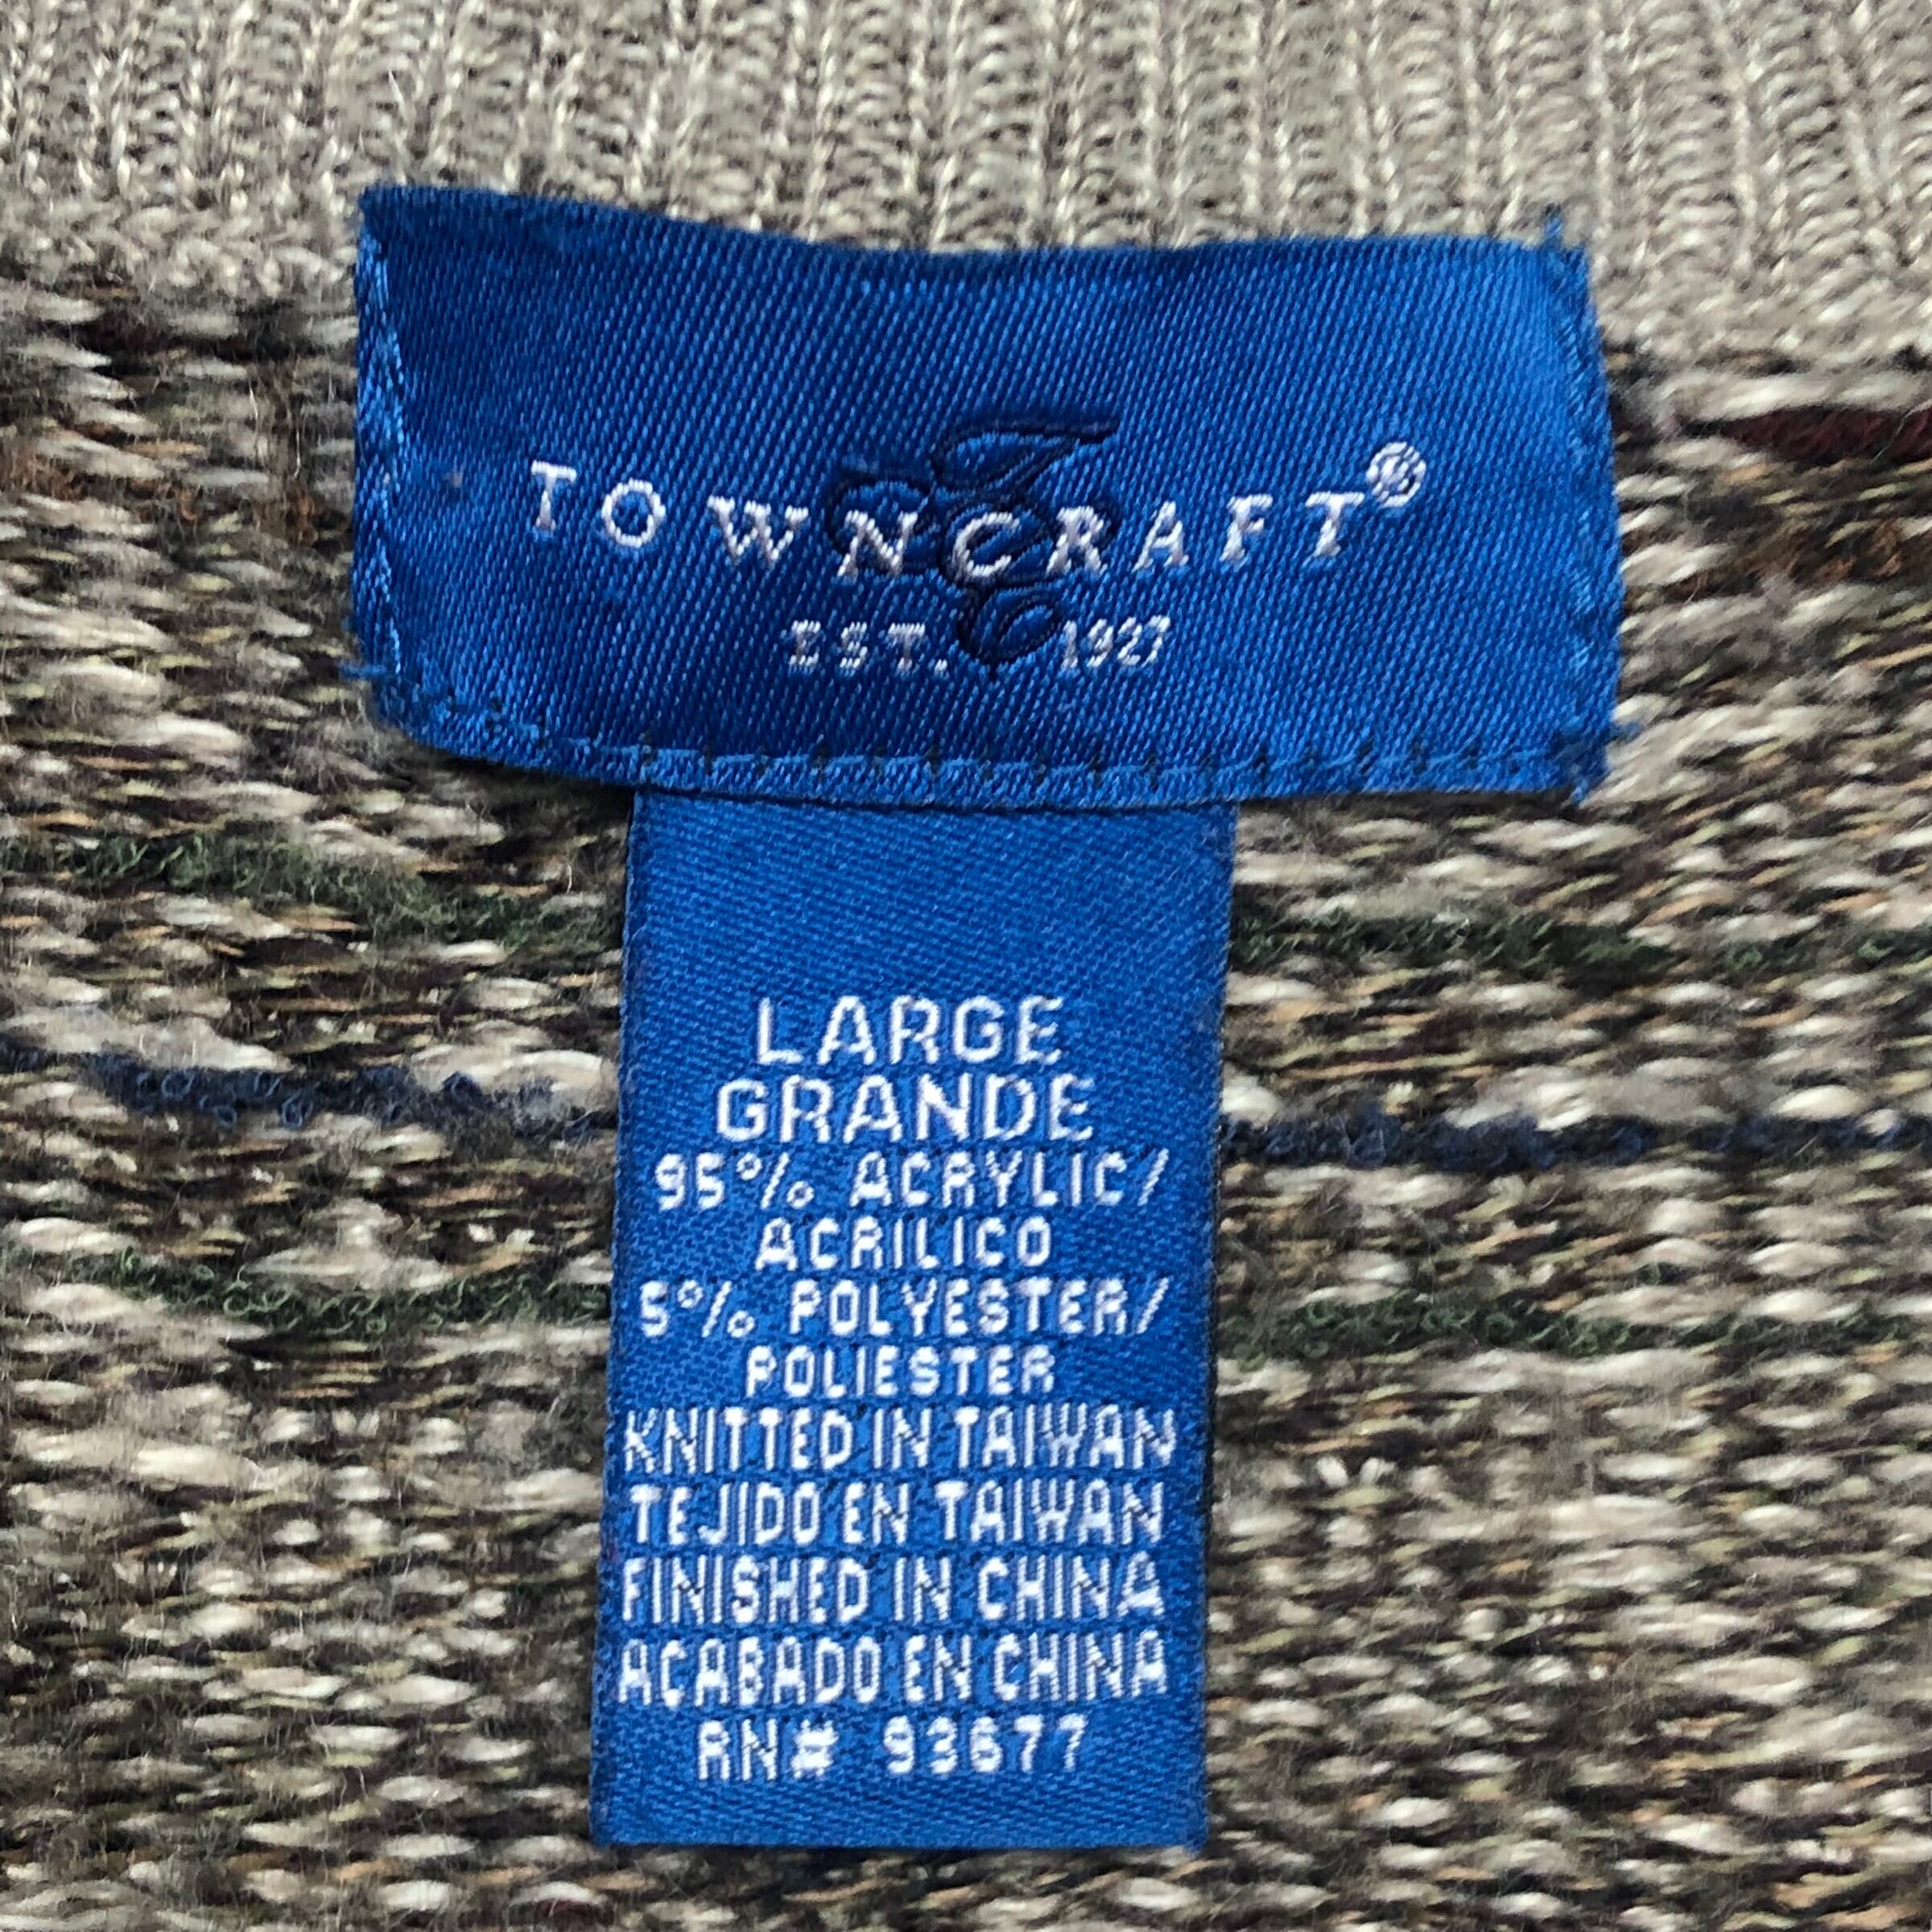 TOWNCRAFT®
EST. 1927
LARGE
GRANDE
95% ACRYLIC/
ACRILICO
5% POLYESTER/
POLIESTER
KNITTED IN TAIWAN
TEJIDO EN TAIWAN
FINISHED IN CHINA
ACABADO EN CHINA
RN# 93677